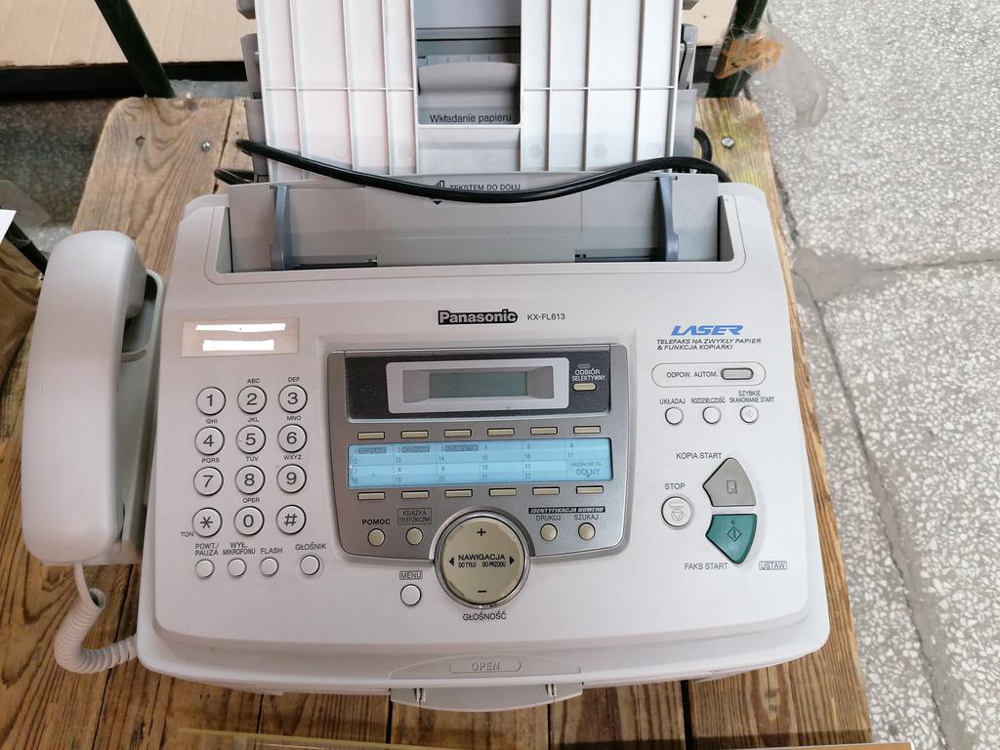 Wkładanie papieru
TEKSTEM DO DOŁU
Panasonic KX-FL613
LASER
TELEFAKS NA ZWYKŁY PAPIER
& FUNKCJA KOPIARKI
ODPOW. AUTOM.
ODBIÓR
SELEKTYWNY
UKŁADAJ
ROZDZIELCZOŚĆ
SZYBKIE
SKANOWANIE START
ABC
DEF
1
2
3
GHI
JKL
MNO
4
5
6
PQRS
TUV
WXYZ
7
8
9
OPER
TON
*
0
#
POWT./
PAUZA
WYŁ.
MIKROFONU
FLASH
GŁOŚNIK
1
2
3
4
5
6
12
13
14
15
16
17
7
8
9
10
11
NAZWA/NR TEL.
18
19
20
21
22
DOLNY
POMOC
KSIĄŻKA
TELEFONICZNA
IDENTYFIKACJA NUMERU
DRUKUJ
SZUKAJ
+
NAWIGACJA
DO TYŁU DO PRZODU
−
GŁOŚNOŚĆ
MENU
KOPIA START
STOP
FAKS START
USTAW
OPEN